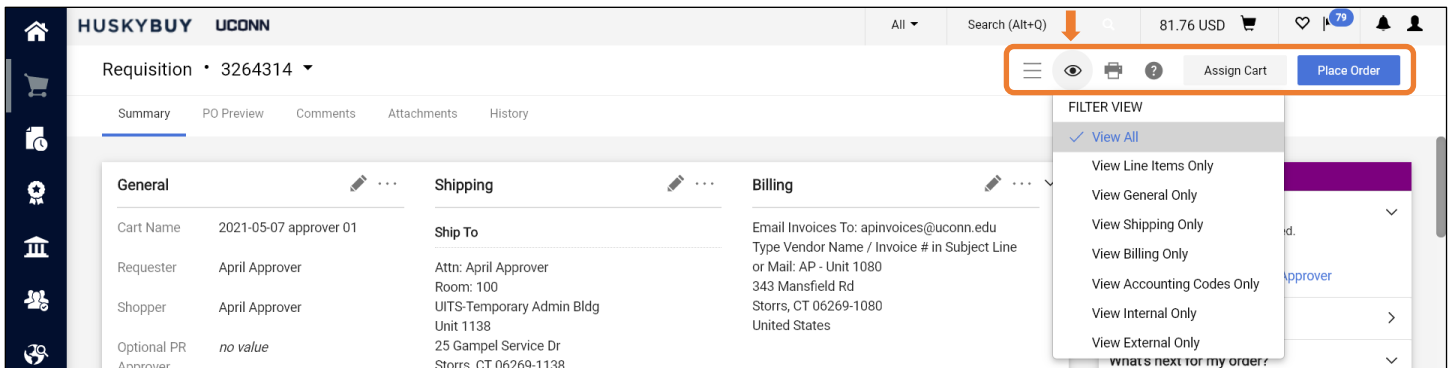 HUSKYBUY UCONN
All Search (Alt+Q) 81.76 USD 79
Requisition • 3264314
Assign Cart Place Order
Summary PO Preview Comments Attachments History
FILTER VIEW
View All
View Line Items Only
View General Only
View Shipping Only
View Billing Only
View Accounting Codes Only
View Internal Only
View External Only
General
Cart Name 2021-05-07 approver 01
Requester April Approver
Shopper April Approver
Optional PR no value
Approver
Shipping
Ship To
Attn: April Approver
Room: 100
UITS-Temporary Admin Bldg
Unit 1138
25 Gampel Service Dr
Storrs, CT 06269-1138
Billing
Email Invoices To: apinvoices@uconn.edu
Type Vendor Name / Invoice # in Subject Line
or Mail: AP - Unit 1080
343 Mansfield Rd
Storrs, CT 06269-1080
United States
Approver
What's next for my order?